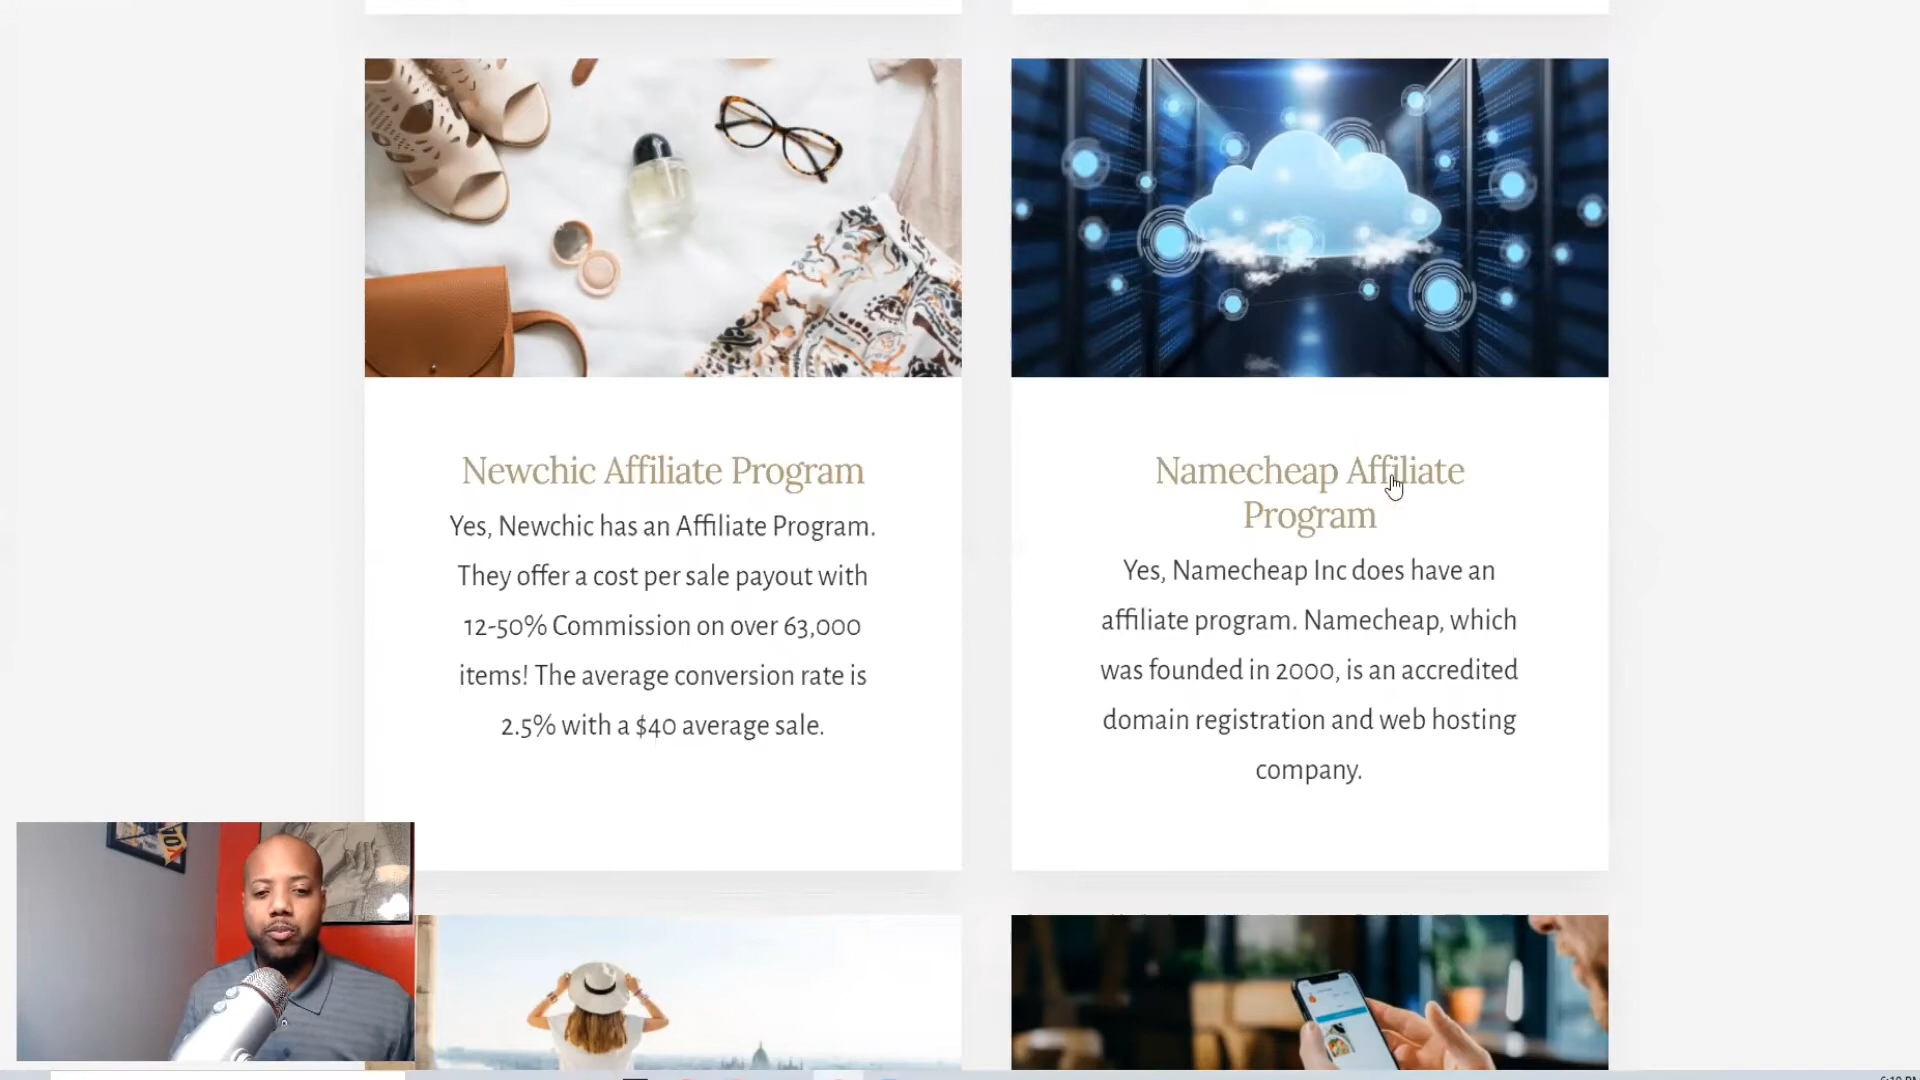 Newchic Affiliate Program
Yes, Newchic has an Affiliate Program.
They offer a cost per sale payout with
12-50% Commission on over 63,000
items! The average conversion rate is
2.5% with a $40 average sale.
Namecheap Affiliate
Program
Yes, Namecheap Inc does have an
affiliate program. Namecheap, which
was founded in 2000, is an accredited
domain registration and web hosting
company.